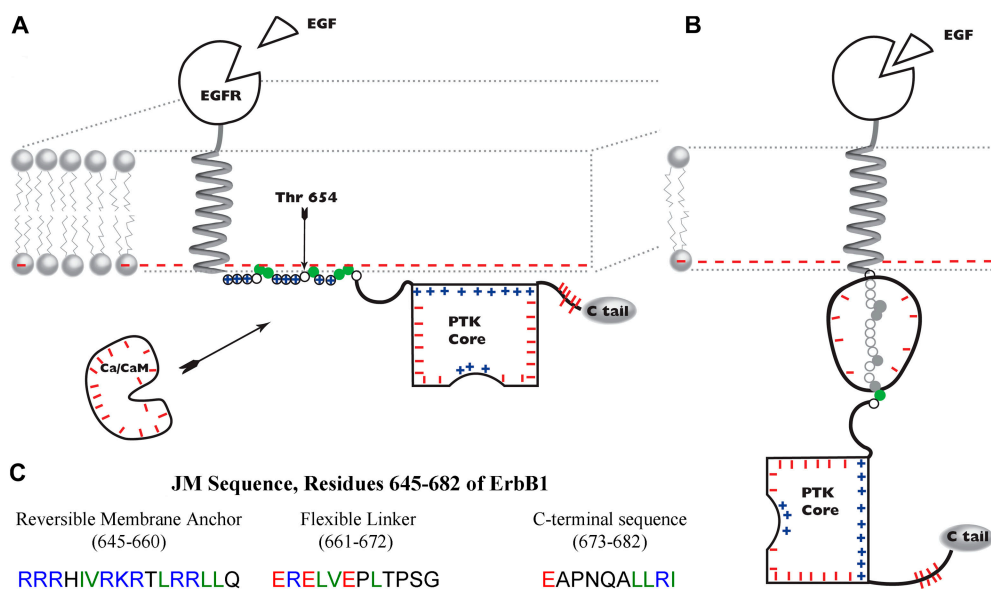 A
EGF
EGFR
Thr 654
Ca/CaM
PTK
Core
C tail
B
EGF
PTK
Core
C tail
C
JM Sequence, Residues 645-682 of ErbB1
Reversible Membrane Anchor
(645-660)
RRRHIVRKRTLRRLLQ
Flexible Linker
(661-672)
ERELVEPLTPSG
C-terminal sequence
(673-682)
EAPNQALLRI